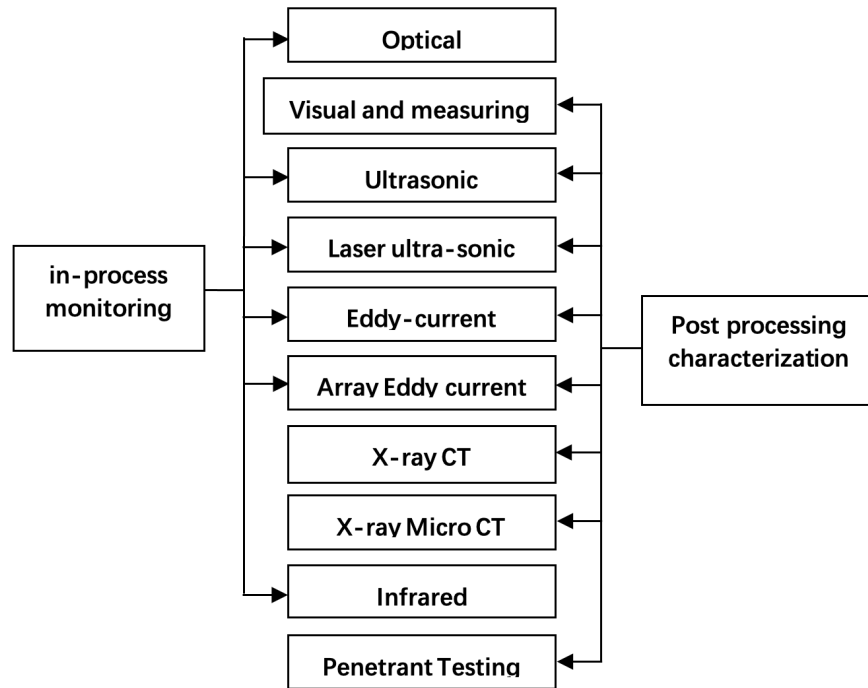 Optical
Visual and measuring
Ultrasonic
Laser ultra-sonic
in-process
monitoring
Eddy-current
Post processing
characterization
Array Eddy current
X-ray CT
X-ray Micro CT
Infrared
Penetrant Testing